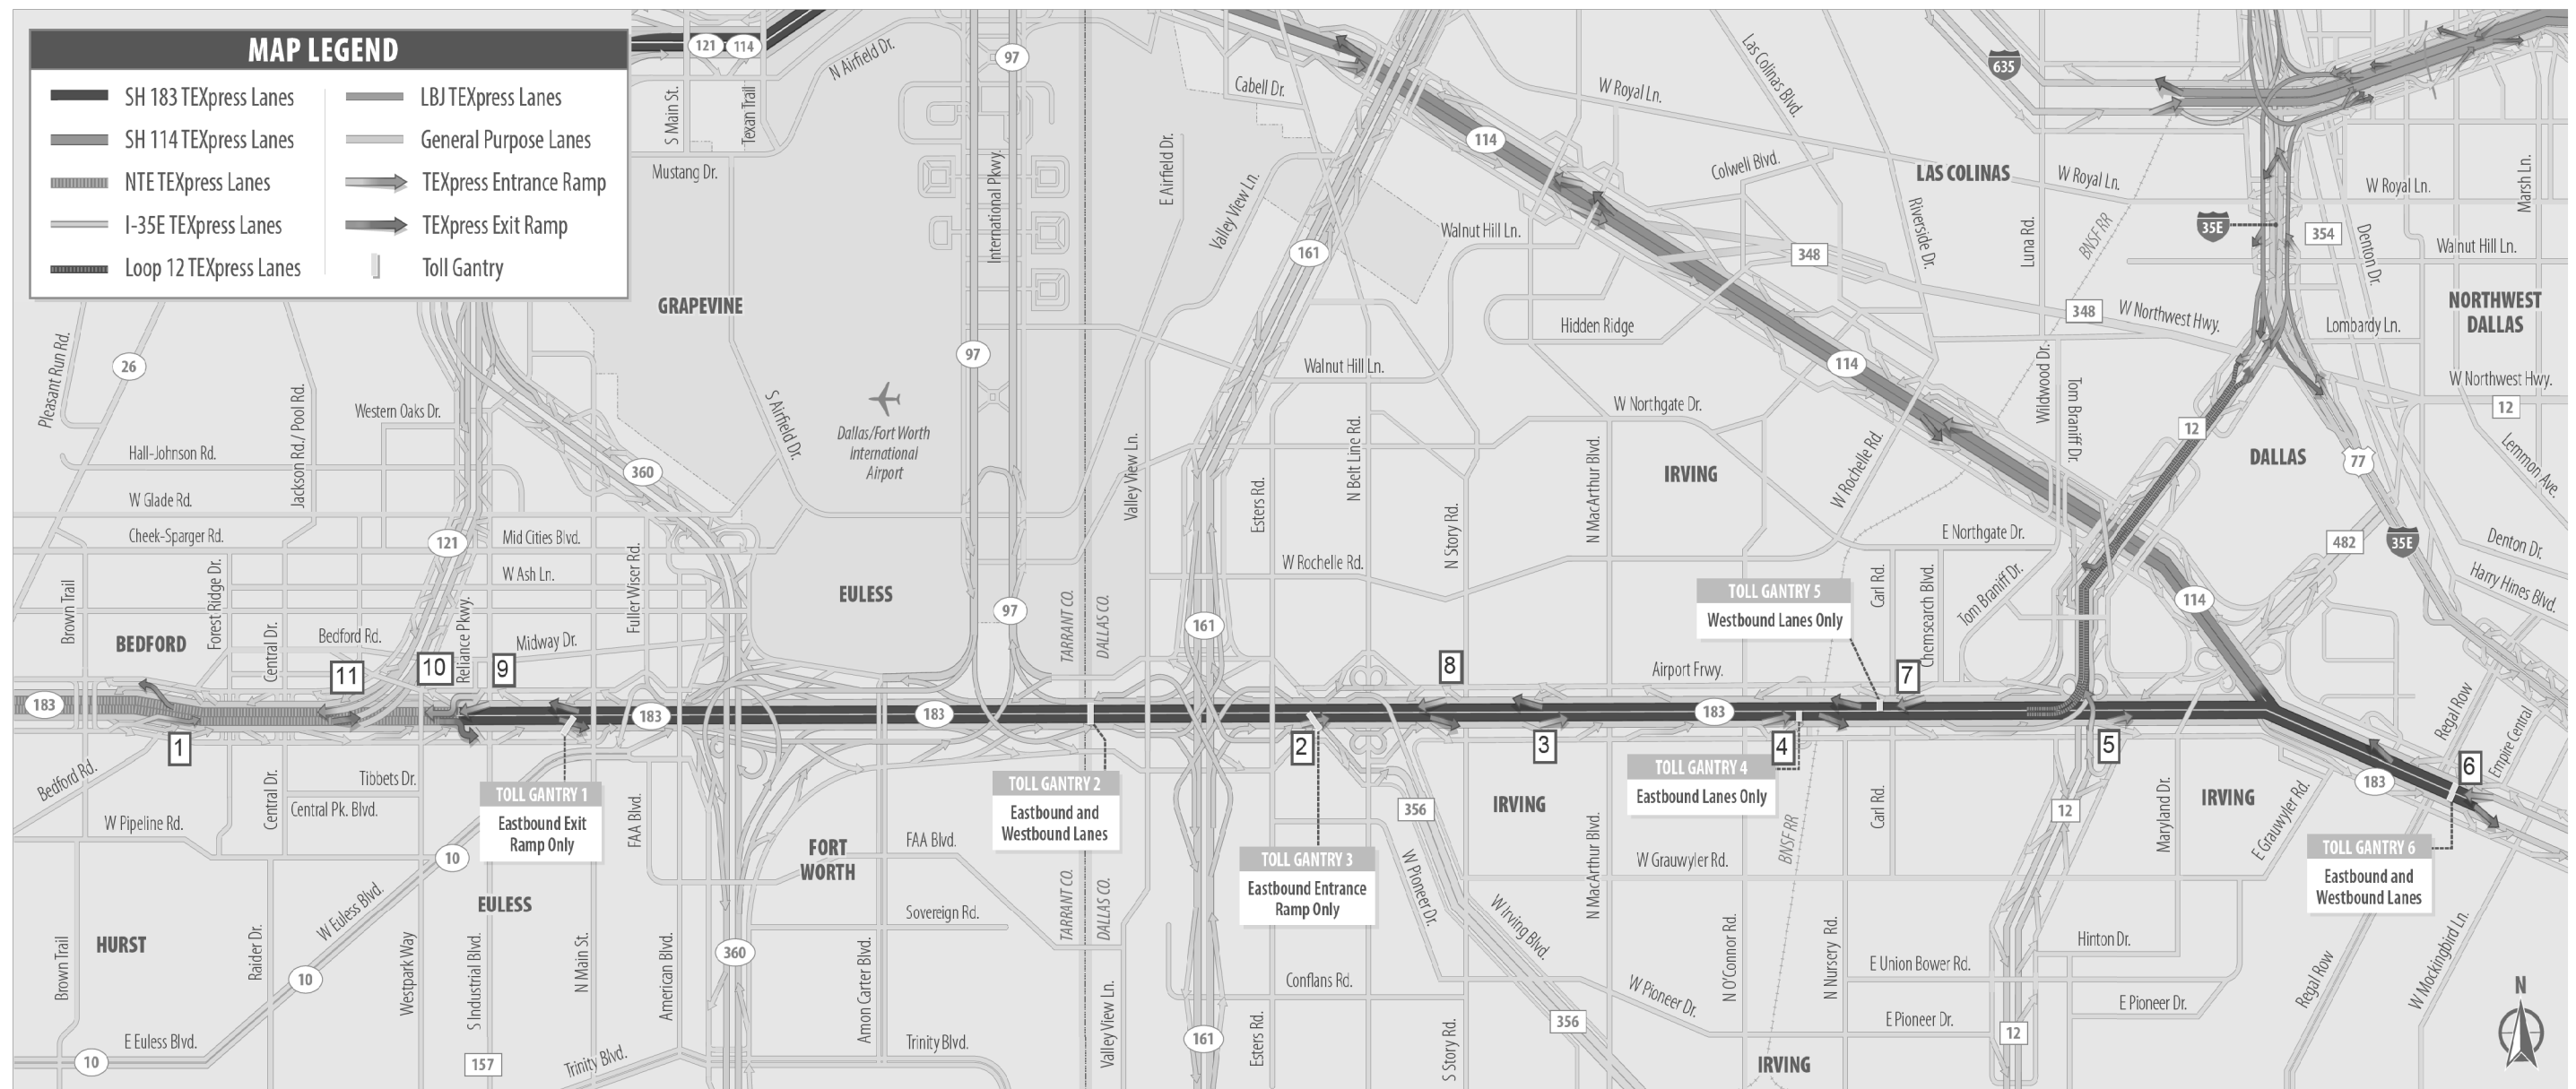 MAP LEGEND
SH 183 TEXpress Lanes
SH 114 TEXpress Lanes
NTE TEXpress Lanes
I-35E TEXpress Lanes
Loop 12 TEXpress Lanes
LBJ TEXpress Lanes
General Purpose Lanes
TEXpress Entrance Ramp
TEXpress Exit Ramp
Toll Gantry
121
114
N Airfield Dr.
S Main St.
Texan Trail
Mustang Dr.
97
International Pkwy.
E Airfield Dr.
Cabell Dr.
Valley View Ln.
161
114
W Royal Ln.
Las Colinas Blvd.
635
Colwell Blvd.
LAS COLINAS
W Royal Ln.
W Royal Ln.
Marsh Ln.
Walnut Hill Ln.
Riverside Dr.
Luna Rd.
BNSF RR
35E
354
Denton Dr.
Walnut Hill Ln.
348
GRAPEVINE
NORTHWEST
DALLAS
348
W Northwest Hwy.
Lombardy Ln.
Hidden Ridge
Pleasant Run Rd.
26
97
Walnut Hill Ln.
114
W Northwest Hwy.
12
Jackson Rd./ Pool Rd.
Western Oaks Dr.
S Airfield Dr.
Dallas/Fort Worth
International
Airport
W Northgate Dr.
Wildwood Dr.
Tom Braniff Dr.
12
Hall-Johnson Rd.
360
Valley View Ln.
N Belt Line Rd.
N MacArthur Blvd.
IRVING
W Rochelle Rd.
DALLAS
77
Lemmon Ave.
W Glade Rd.
Esters Rd.
N Story Rd.
Cheek-Sparger Rd.
121
Mid Cities Blvd.
E Northgate Dr.
482
35E
Denton Dr.
W Ash Ln.
Fuller Wiser Rd.
EULESS
97
W Rochelle Rd.
Harry Hines Blvd.
Brown Trail
Forest Ridge Dr.
TARRANT CO.
DALLAS CO.
TOLL GANTRY 5
Westbound Lanes Only
Carl Rd.
Chemsearch Blvd.
Tom Braniff Dr.
114
BEDFORD
Central Dr.
Bedford Rd.
Reliance Pkwy.
Midway Dr.
161
Airport Frwy.
11
10
9
8
7
183
183
183
183
Regal Row
Empire Central
1
2
3
4
5
6
183
Bedford Rd.
Central Dr.
Tibbets Dr.
Central Pk. Blvd.
TOLL GANTRY 1
Eastbound Exit
Ramp Only
TOLL GANTRY 2
Eastbound and
Westbound Lanes
TOLL GANTRY 3
Eastbound Entrance
Ramp Only
TOLL GANTRY 4
Eastbound Lanes Only
356
IRVING
Carl Rd.
12
Maryland Dr.
IRVING
E Grauwyler Rd.
TOLL GANTRY 6
Eastbound and
Westbound Lanes
W Pipeline Rd.
10
FAA Blvd.
FORT
WORTH
FAA Blvd.
N MacArthur Blvd.
W Grauwyler Rd.
BNSF RR
W Pioneer Dr.
HURST
EULESS
W Euless Blvd.
TARRANT CO.
DALLAS CO.
Sovereign Rd.
W Irving Blvd.
Brown Trail
Raider Dr.
10
Westpark Way
S Industrial Blvd.
N Main St.
American Blvd.
360
Amon Carter Blvd.
Conflans Rd.
W Pioneer Dr.
N O'Connor Rd.
N Nursery Rd.
E Union Bower Rd.
Hinton Dr.
E Pioneer Dr.
Regal Row
W Mockingbird Ln.
N
E Euless Blvd.
10
157
Trinity Blvd.
Trinity Blvd.
Valley View Ln.
161
Esters Rd.
S Story Rd.
356
E Pioneer Dr.
12
IRVING